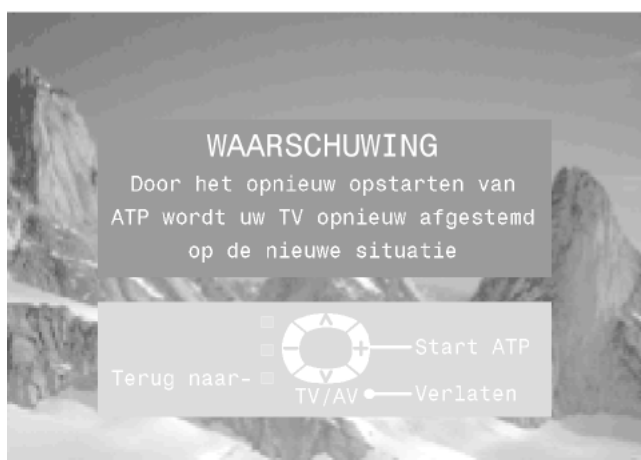 WAARSCHUWING
Door het opnieuw opstarten van
ATP wordt uw TV opnieuw afgestemd
op de nieuwe situatie
Start ATP
Terug naar-
TV/AV Verlaten